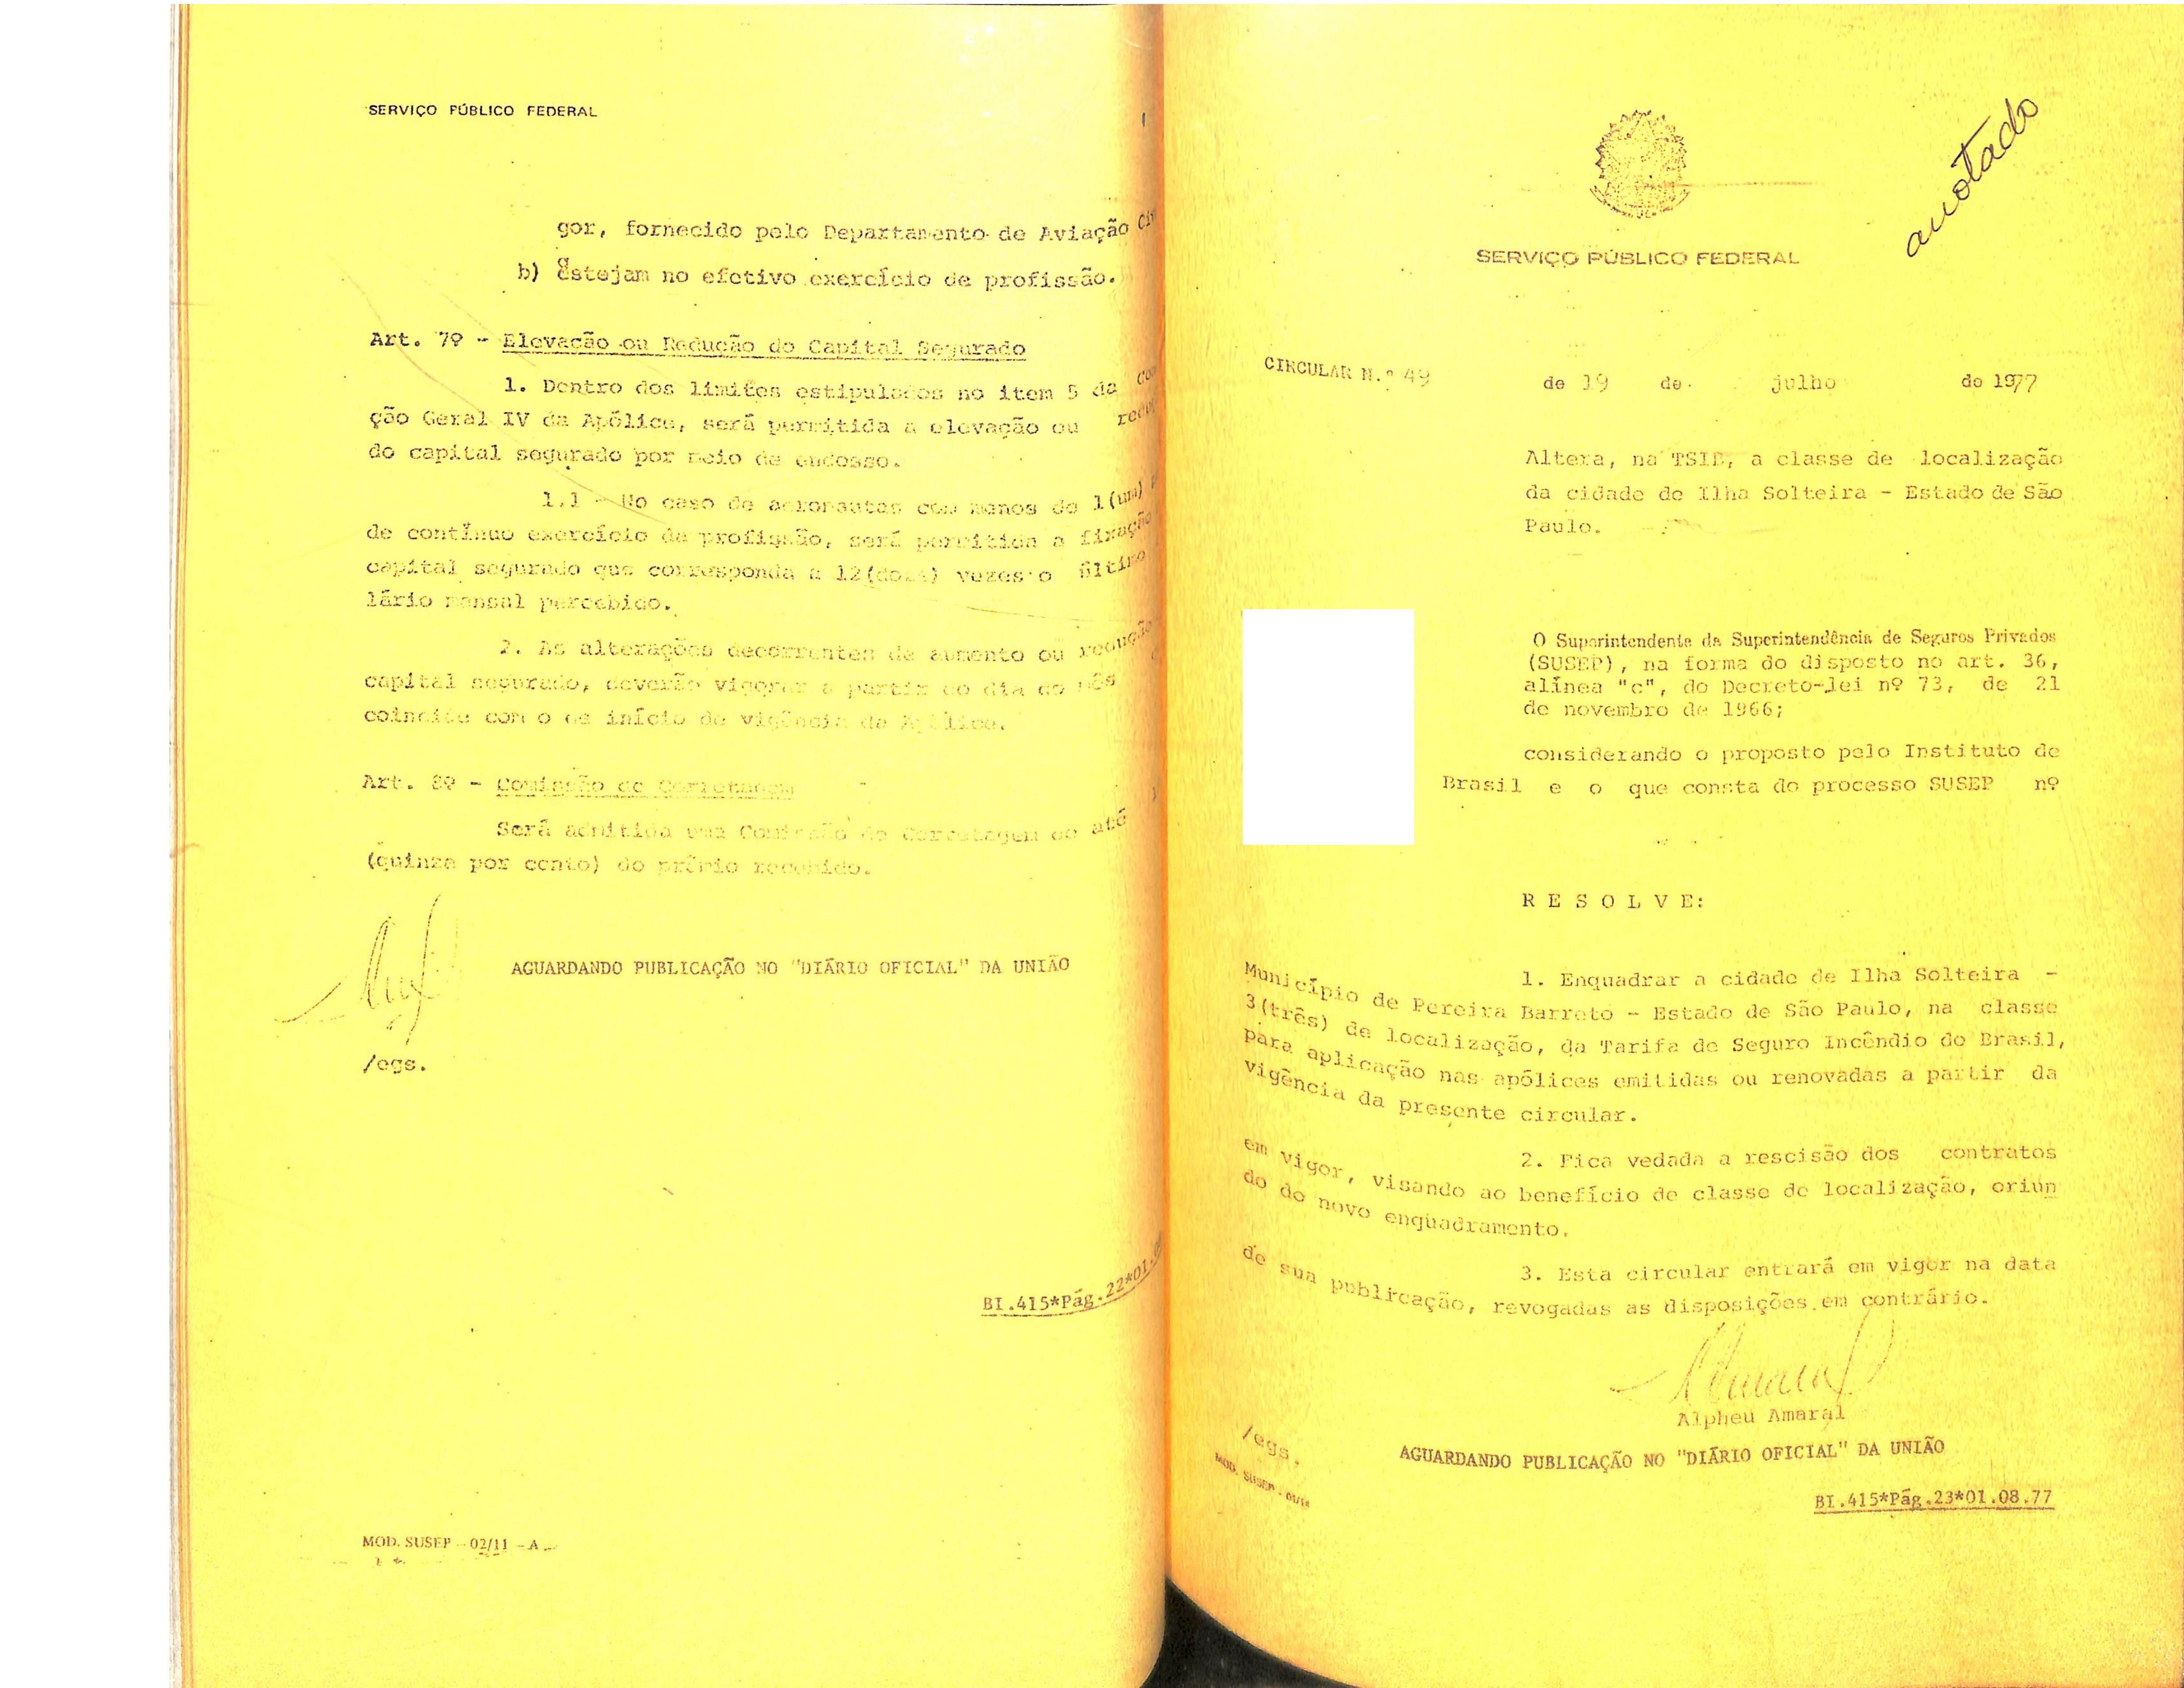 SERVIÇO PÚBLICO FEDERAL
gor, fornecido pelo Departamento de Aviação
b) Estejam no efetivo exercício de profissão.
Art. 7º - Elevação ou Redução do Capital Segurado
1. Dentro dos limites estipulados no item 5 da
ção Geral IV da Apólice, será permitida a elevação ou
do capital segurado por meio de endosso.
1.1 - No caso de aeronautas com menos de 1(um)
de contínuo exercício da profissão, será permitida a fixação
capital segurado que corresponda a 12(doze) vezes o último
lário mensal percebido.
2. As alterações decorrentes de aumento ou redução
capital segurado, deverão vigorar a partir do dia do mês
coincida com o de início de vigência da Apólice.
Art. 8º - Comissão de Corretagem
Será admitida uma Comissão de Corretagem de até
(quinze por cento) do prêmio recebido.
AGUARDANDO PUBLICAÇÃO NO "DIÁRIO OFICIAL" DA UNIÃO
/egs.
BI.415*Pág.22*01.
MOD. SUSEP - 02/11 - A
anotado
SERVIÇO PÚBLICO FEDERAL
CIRCULAR N.º 49 de 19 de julho de 1977
Altera, na TSIB, a classe de localização
da cidade de Ilha Solteira - Estado de São
Paulo.
O Superintendente da Superintendência de Seguros Privados
(SUSEP), na forma do disposto no art. 36,
alínea "c", do Decreto-lei nº 73, de 21
de novembro de 1966;
considerando o proposto pelo Instituto de
Brasil e o que consta do processo SUSEP nº
R E S O L V E:
1. Enquadrar a cidade de Ilha Solteira -
Município de Pereira Barreto - Estado de São Paulo, na classe
3(três) de localização, da Tarifa de Seguro Incêndio do Brasil,
para aplicação nas apólices emitidas ou renovadas a partir da
vigência da presente circular.
2. Fica vedada a rescisão dos contratos
em vigor, visando ao benefício de classe de localização, oriun
do do novo enquadramento.
3. Esta circular entrará em vigor na data
de sua publicação, revogadas as disposições em contrário.
Alpheu Amaral
/egs.
AGUARDANDO PUBLICAÇÃO NO "DIÁRIO OFICIAL" DA UNIÃO
MOD. SUSEP - 01/14
BI.415*Pág.23*01.08.77